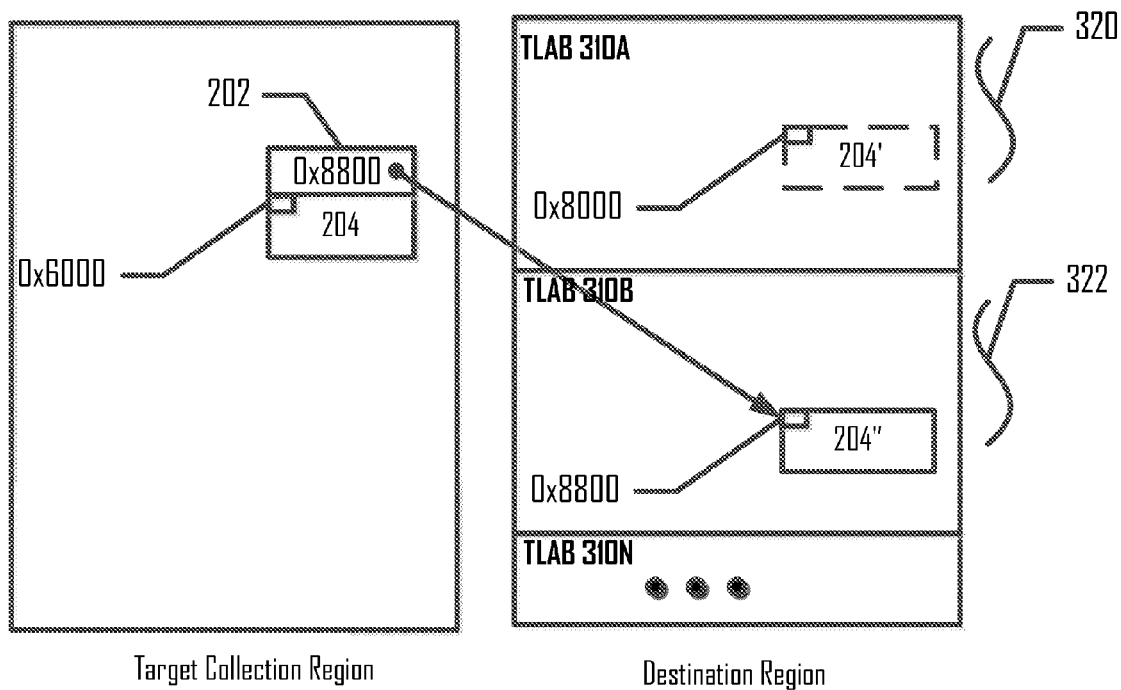 320
TLAB 310A
202
0x8800
204'
204
0x8000
0x6000
322
TLAB 310B
204"
0x8800
TLAB 310N
Target Collection Region
Destination Region